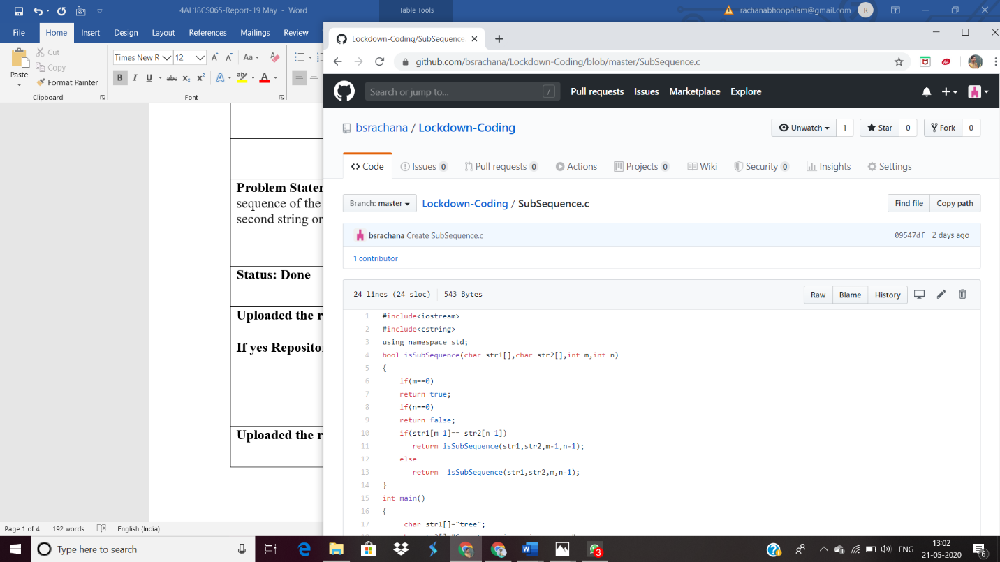 4AL18CS065-Report-19 May - Word
Table Tools
rachanabhoopalam@gmail.com
R
File Home Insert Design Layout References Mailings Review
Paste
Cut
Copy
Format Painter
Clipboard
Times New R 12
Aa
B I U abc x₂ x² A ab A
Font
Problem Stater
sequence of the
second string or
Status: Done
Uploaded the r
If yes Repositor
Uploaded the r
Page 1 of 4 192 words English (India)
Lockdown-Coding/SubSequence
github.com/bsrachana/Lockdown-Coding/blob/master/SubSequence.c
Search or jump to... /
Pull requests Issues Marketplace Explore
bsrachana / Lockdown-Coding
Unwatch 1 Star 0 Fork 0
Code Issues 0 Pull requests 0 Actions Projects 0 Wiki Security 0 Insights Settings
Branch: master Lockdown-Coding / SubSequence.c
Find file Copy path
bsrachana Create SubSequence.c
09547df 2 days ago
1 contributor
24 lines (24 sloc) 543 Bytes
Raw Blame History
1 #include<iostream>
2 #include<cstring>
3 using namespace std;
4 bool isSubSequence(char str1[],char str2[],int m,int n)
5 {
6 if(m==0)
7 return true;
8 if(n==0)
9 return false;
10 if(str1[m-1]== str2[n-1])
11 return isSubSequence(str1,str2,m-1,n-1);
12 else
13 return isSubSequence(str1,str2,m,n-1);
14 }
15 int main()
16 {
17 char str1[]="tree";
Type here to search
3
ENG
13:02
21-05-2020
6